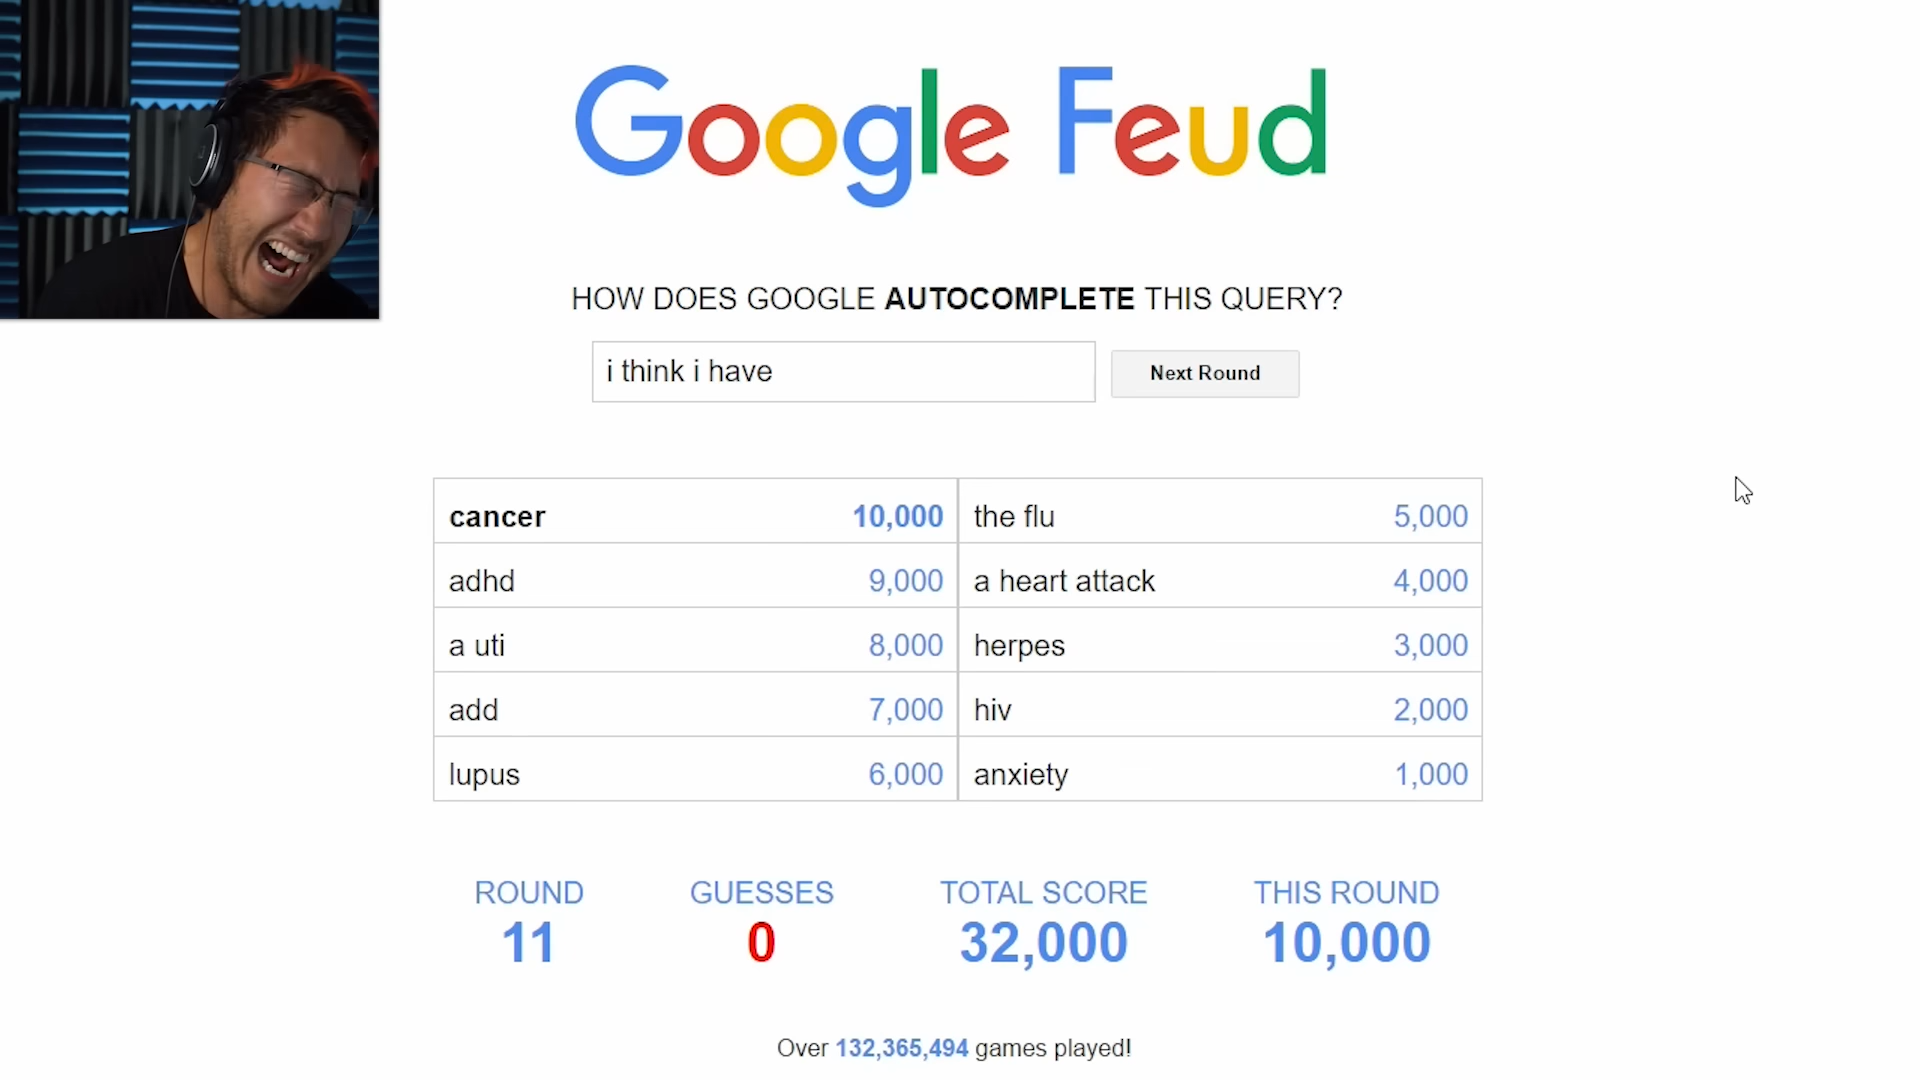 Google Feud
HOW DOES GOOGLE AUTOCOMPLETE THIS QUERY?
i think i have
Next Round
cancer 10,000 the flu 5,000
adhd 9,000 a heart attack 4,000
a uti 8,000 herpes 3,000
add 7,000 hiv 2,000
lupus 6,000 anxiety 1,000
ROUND GUESSES TOTAL SCORE THIS ROUND
11 0 32,000 10,000
Over 132,365,494 games played!